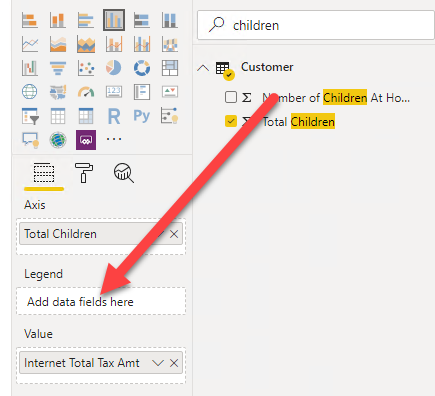 children
Customer
Number of Children At Ho...
Total Children
R Py
...
Axis
Total Children
Legend
Add data fields here
Value
Internet Total Tax Amt